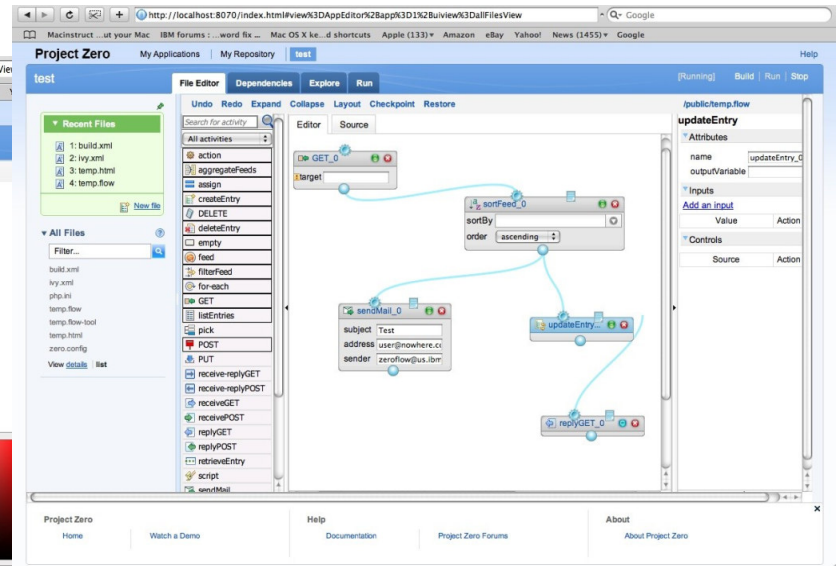 http://localhost:8070/index.html#view%3DAppEditor%2Bapp%3D1%2Buiview%3DallFilesView
Google
Macinstruct ...ut your Mac IBM forums : ...word fix ... Mac OS X ke...d shortcuts Apple (133) Amazon eBay Yahoo! News (1455) Google
Project Zero My Applications My Repository test Help
test File Editor Dependencies Explore Run [Running] Build | Run | Stop
Undo Redo Expand Collapse Layout Checkpoint Restore /public/temp.flow
Recent Files
1: build.xml
2: ivy.xml
3: temp.html
4: temp.flow
New file
All Files
Filter...
build.xml
ivy.xml
php.ini
temp.flow
temp.flow-tool
temp.html
zero.config
View details | list
Search for activity
All activities
action
aggregateFeeds
assign
createEntry
DELETE
deleteEntry
empty
feed
filterFeed
for-each
GET
listEntries
pick
POST
PUT
receive-replyGET
receive-replyPOST
receiveGET
receivePOST
replyGET
replyPOST
retrieveEntry
script
sendMail
Editor Source
GET_0
target
sortFeed_0
sortBy
order ascending
sendMail_0
subject Test
address user@nowhere.cc
sender zeroflow@us.ibm
updateEntry...
replyGET_0
updateEntry
Attributes
name updateEntry_0
outputVariable
Inputs
Add an input
Value Action
Controls
Source Action
Project Zero Help About
Home Watch a Demo Documentation Project Zero Forums About Project Zero